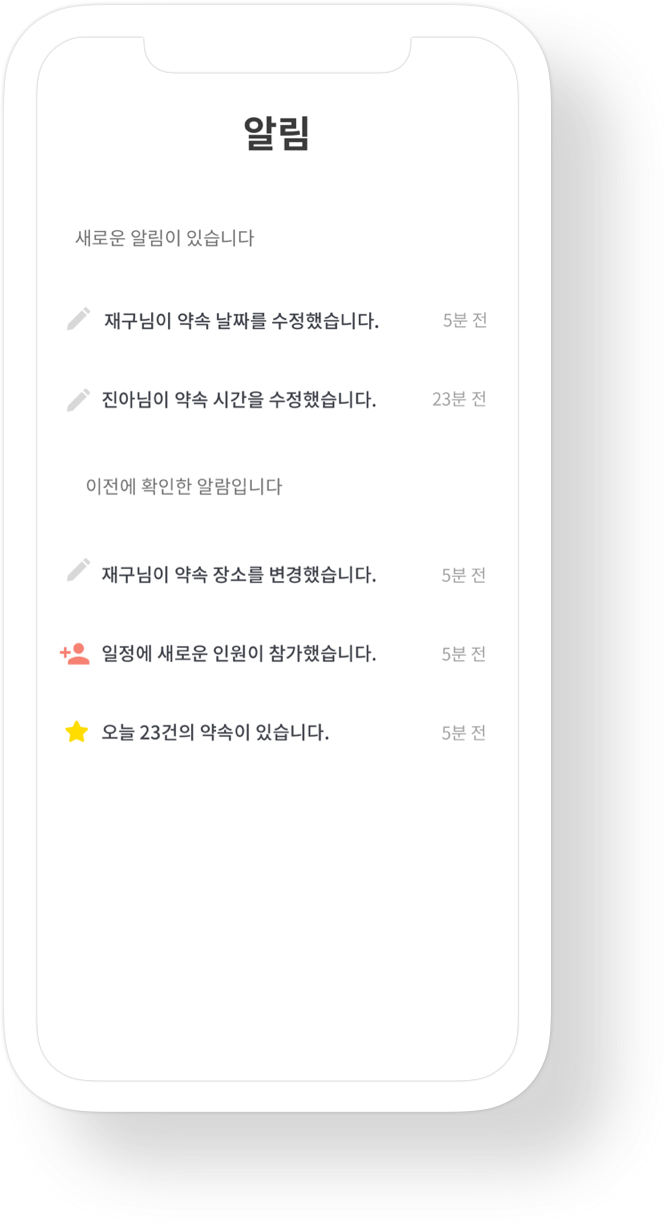 알림
새로운 알림이 있습니다
재구님이 약속 날짜를 수정했습니다. 5분 전
진아님이 약속 시간을 수정했습니다. 23분 전
이전에 확인한 알람입니다
재구님이 약속 장소를 변경했습니다. 5분 전
일정에 새로운 인원이 참가했습니다. 5분 전
오늘 23건의 약속이 있습니다. 5분 전